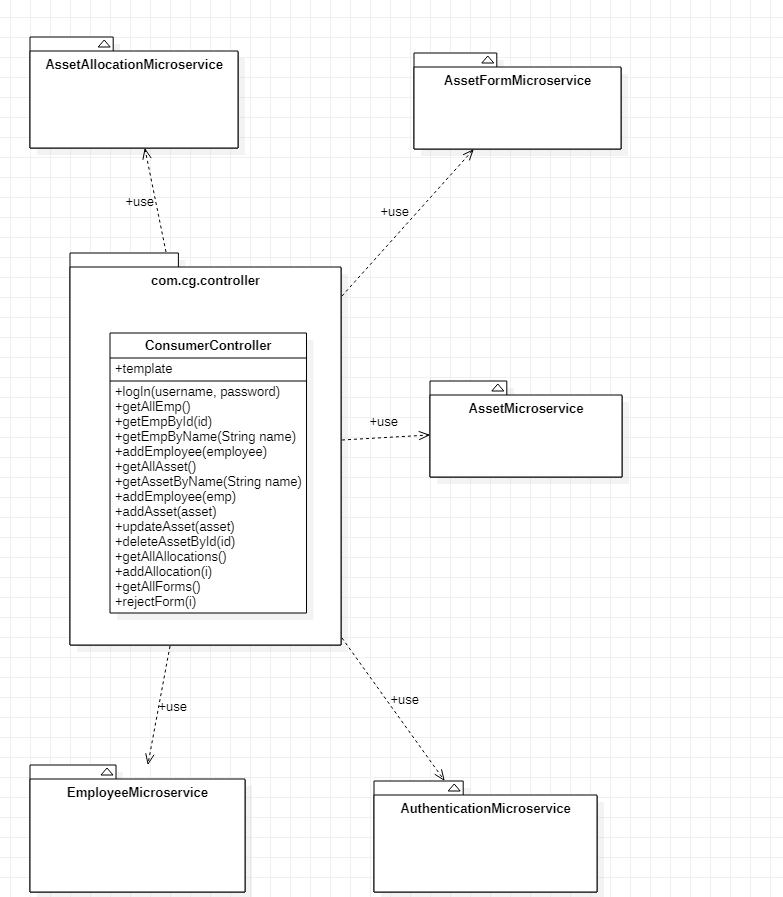 AssetAllocationMicroservice
AssetFormMicroservice
+use
+use
com.cg.controller
ConsumerController
+template
+logIn(username, password)
+getAllEmp()
+getEmpById(id)
+getEmpByName(String name)
+addEmployee(employee)
+getAllAsset()
+getAssetByName(String name)
+addEmployee(emp)
+addAsset(asset)
+updateAsset(asset)
+deleteAssetById(id)
+getAllAllocations()
+addAllocation(i)
+getAllForms()
+rejectForm(i)
+use
AssetMicroservice
+use
+use
EmployeeMicroservice
AuthenticationMicroservice